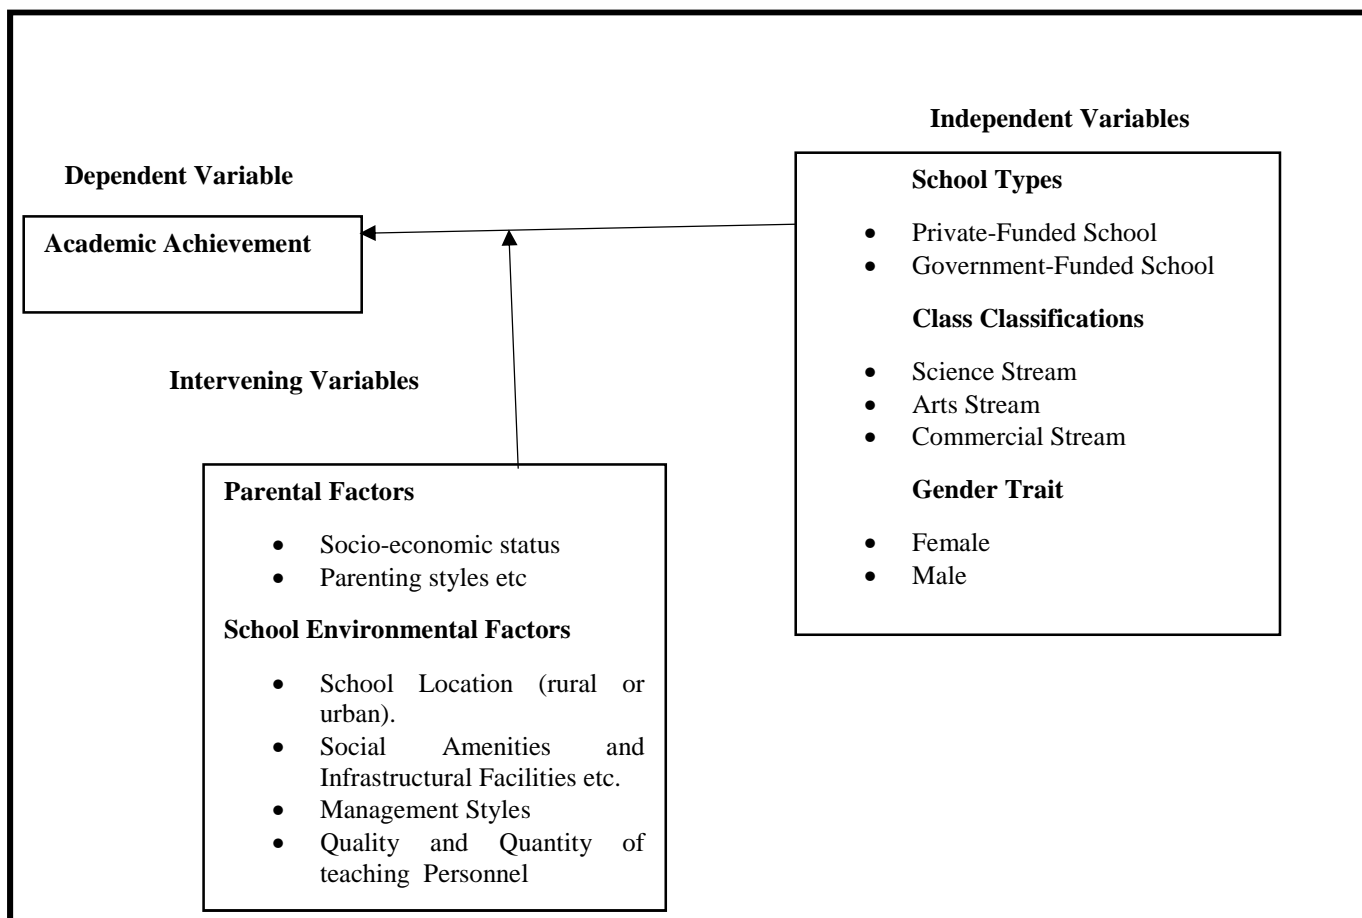 Independent Variables
Dependent Variable
Academic Achievement
School Types
• Private-Funded School
• Government-Funded School
Class Classifications
• Science Stream
• Arts Stream
• Commercial Stream
Gender Trait
• Female
• Male
Intervening Variables
Parental Factors
• Socio-economic status
• Parenting styles etc
School Environmental Factors
• School Location (rural or
urban).
• Social Amenities and
Infrastructural Facilities etc.
• Management Styles
• Quality and Quantity of
teaching Personnel